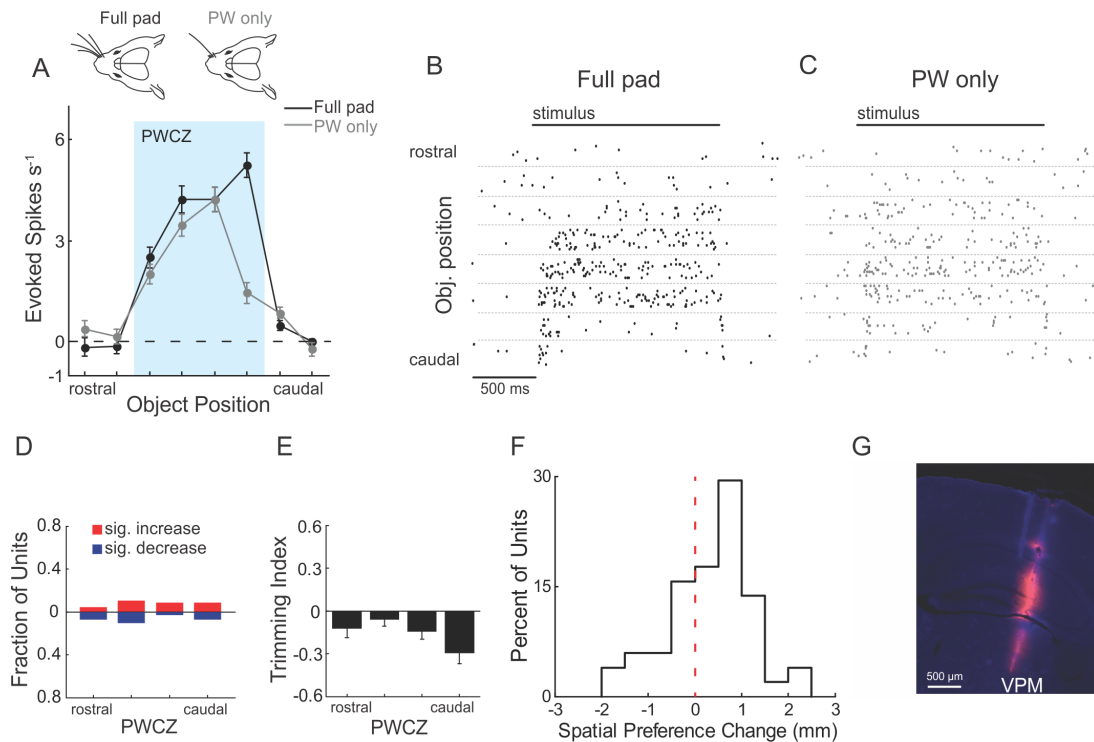 Full pad
PW only
A
Full pad
PW only
PWCZ
6
3
0
-1
Evoked Spikes s⁻¹
rostral
caudal
Object Position
B
Full pad
stimulus
rostral
Obj. position
caudal
500 ms
C
PW only
stimulus
D
0.8
0.4
0
0.4
0.8
Fraction of Units
sig. increase
sig. decrease
rostral
caudal
PWCZ
E
0.6
0.3
0
-0.3
-0.6
Trimming Index
rostral
caudal
PWCZ
F
30
15
0
Percent of Units
-3 -2 -1 0 1 2 3
Spatial Preference Change (mm)
G
500 µm
VPM